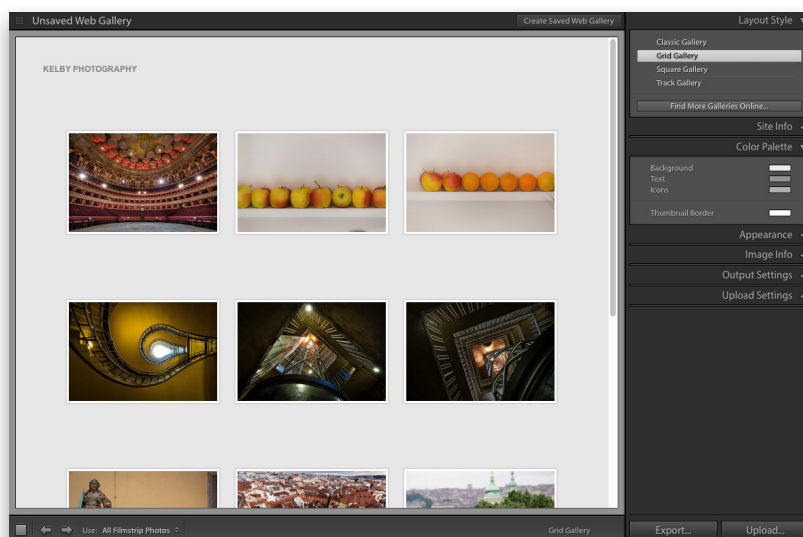 Unsaved Web Gallery
Create Saved Web Gallery
KELBY PHOTOGRAPHY
Use: All Filmstrip Photos
Grid Gallery
Layout Style
Classic Gallery
Grid Gallery
Square Gallery
Track Gallery
Find More Galleries Online...
Site Info
Color Palette
Background
Text
Icons
Thumbnail Border
Appearance
Image Info
Output Settings
Upload Settings
Export...
Upload...